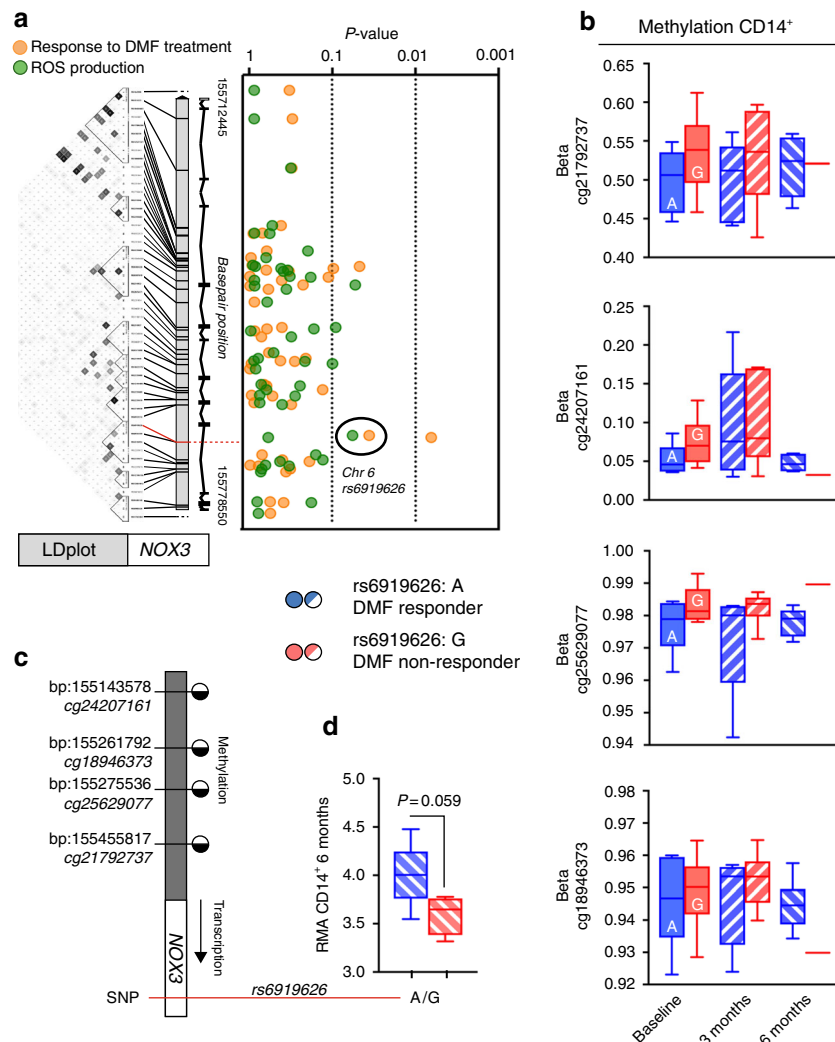 a
Response to DMF treatment
ROS production
P-value
1
0.1
0.01
0.001
155712445
Basepair position
155778550
Chr 6
rs6919626
LDplot
NOX3
rs6919626: A
DMF responder
rs6919626: G
DMF non-responder
b
Methylation CD14+
Beta
cg21792737
0.65
0.60
0.55
0.50
0.45
0.40
A
G
Beta
cg24207161
0.25
0.20
0.15
0.10
0.05
0.00
A
G
Beta
cg25629077
1.00
0.99
0.98
0.97
0.96
0.95
0.94
A
G
Beta
cg18946373
0.98
0.97
0.96
0.95
0.94
0.93
0.92
A
G
Baseline
3 months
6 months
c
bp:155143578
cg24207161
bp:155261792
cg18946373
bp:155275536
cg25629077
bp:155455817
cg21792737
Methylation
Transcription
NOX3
SNP
rs6919626
A/G
d
RMA CD14+ 6 months
5.0
4.5
4.0
3.5
3.0
P=0.059